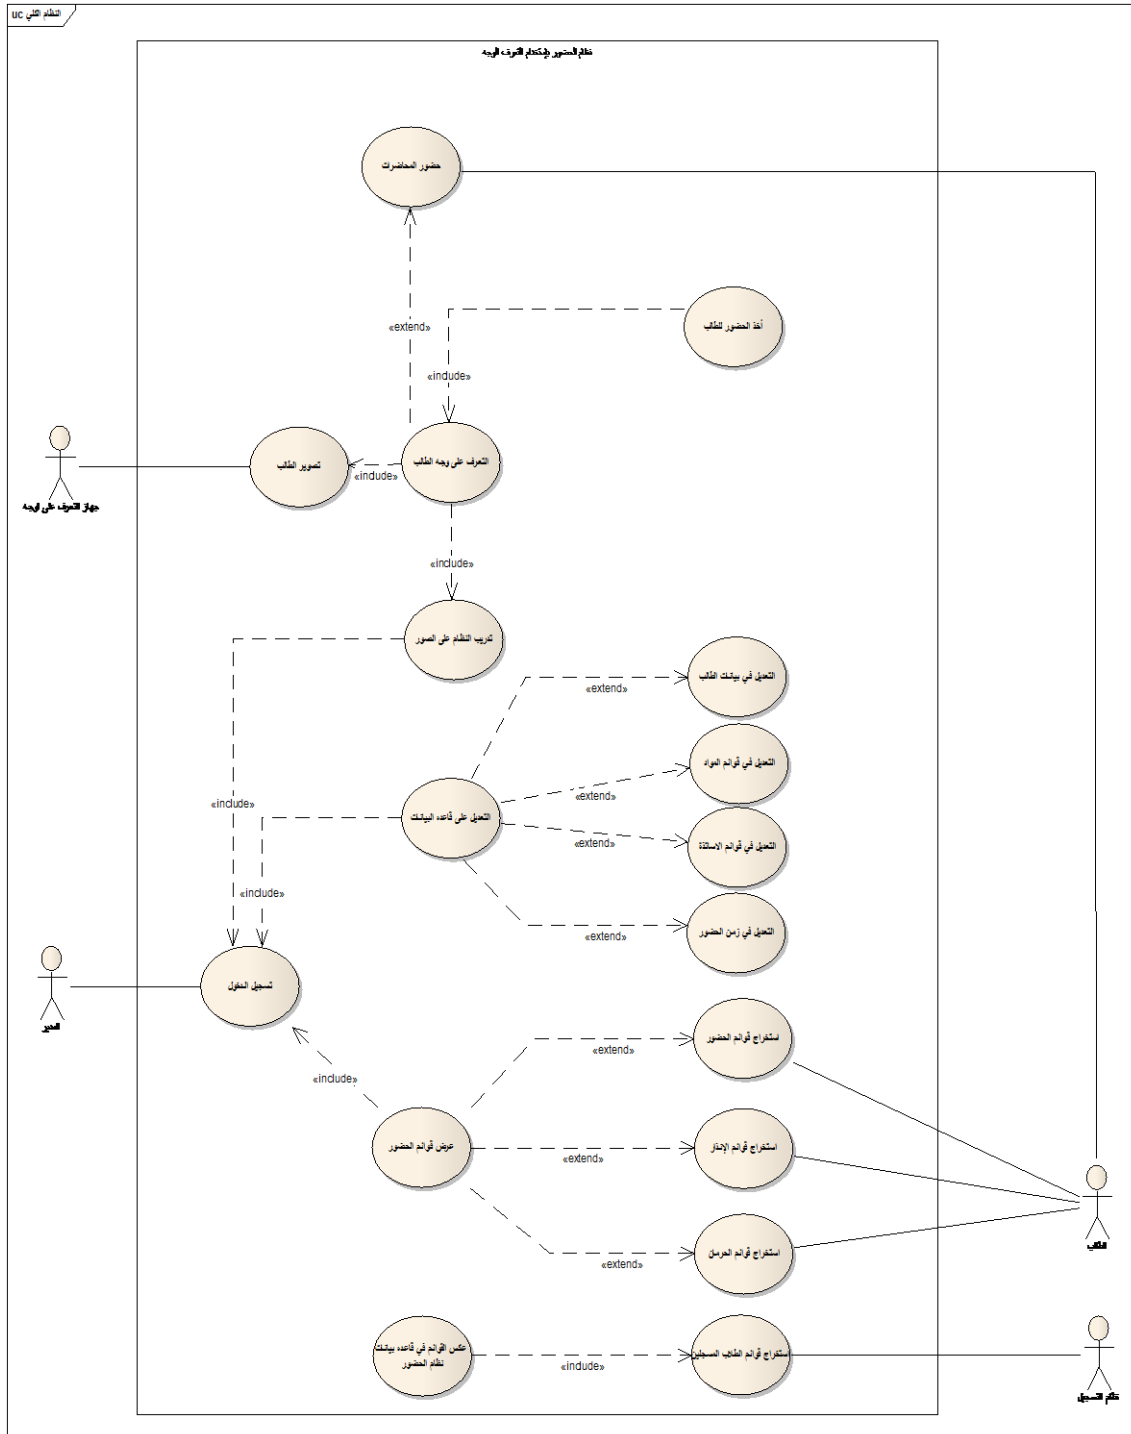 uc النظام الكلي
نظام الحضور بإستخدام التعرف الوجه
حضور المحاضرات
«extend»
أخذ الحضور للطالب
«include»
التعرف على وجه الطالب
تصوير الطالب
«include»
جهاز التعرف على الوجه
«include»
تدريب النظام على الصور
التعديل في بيانات الطالب
«extend»
التعديل في قوائم المواد
«extend»
«include»
التعديل على قاعده البيانات
التعديل في قوائم الاساتذة
«extend»
«include»
التعديل في زمن الحضور
«extend»
تسجيل الدخول
المدير
استخراج قوائم الحضور
«extend»
«include»
عرض قوائم الحضور
استخراج قوائم الإنذار
«extend»
الطالب
استخراج قوائم الحرمان
«extend»
عكس القوائم في قاعده بيانات
نظام الحضور
«include»
استخراج قوائم الطلاب المسجلين
نظام التسجيل